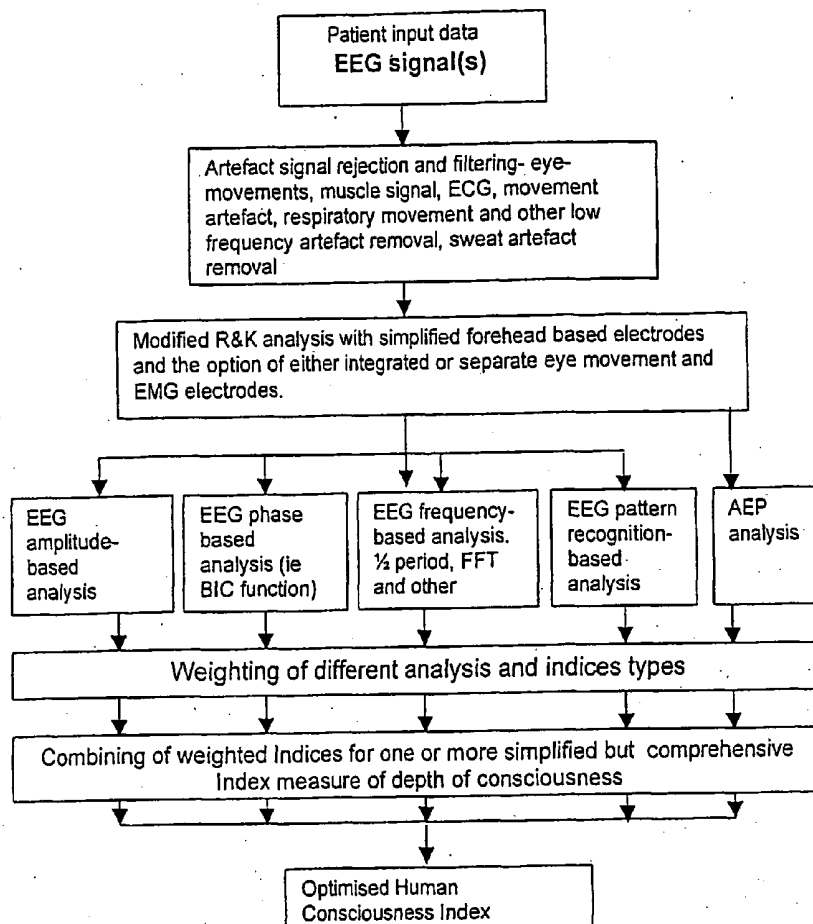 Patient input data
EEG signal(s)
Artefact signal rejection and filtering- eye-
movements, muscle signal, ECG, movement
artefact, respiratory movement and other low
frequency artefact removal, sweat artefact
removal
Modified R&K analysis with simplified forehead based electrodes
and the option of either integrated or separate eye movement and
EMG electrodes.
EEG
amplitude-
based
analysis
EEG phase
based
analysis (ie
BIC function)
EEG frequency-
based analysis.
½ period, FFT
and other
EEG pattern
recognition-
based
analysis
AEP
analysis
Weighting of different analysis and indices types
Combining of weighted Indices for one or more simplified but comprehensive
Index measure of depth of consciousness
Optimised Human
Consciousness Index